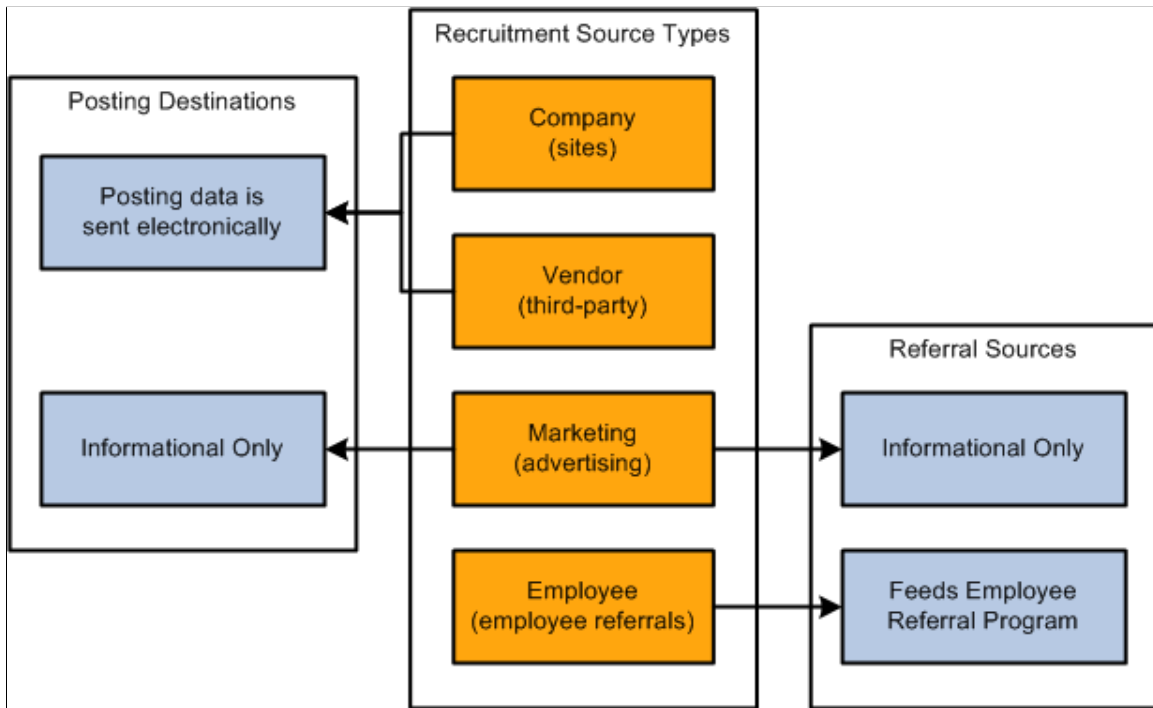 Posting Destinations
Posting data is
sent electronically
Informational Only
Recruitment Source Types
Company
(sites)
Vendor
(third-party)
Marketing
(advertising)
Employee
(employee referrals)
Referral Sources
Informational Only
Feeds Employee
Referral Program